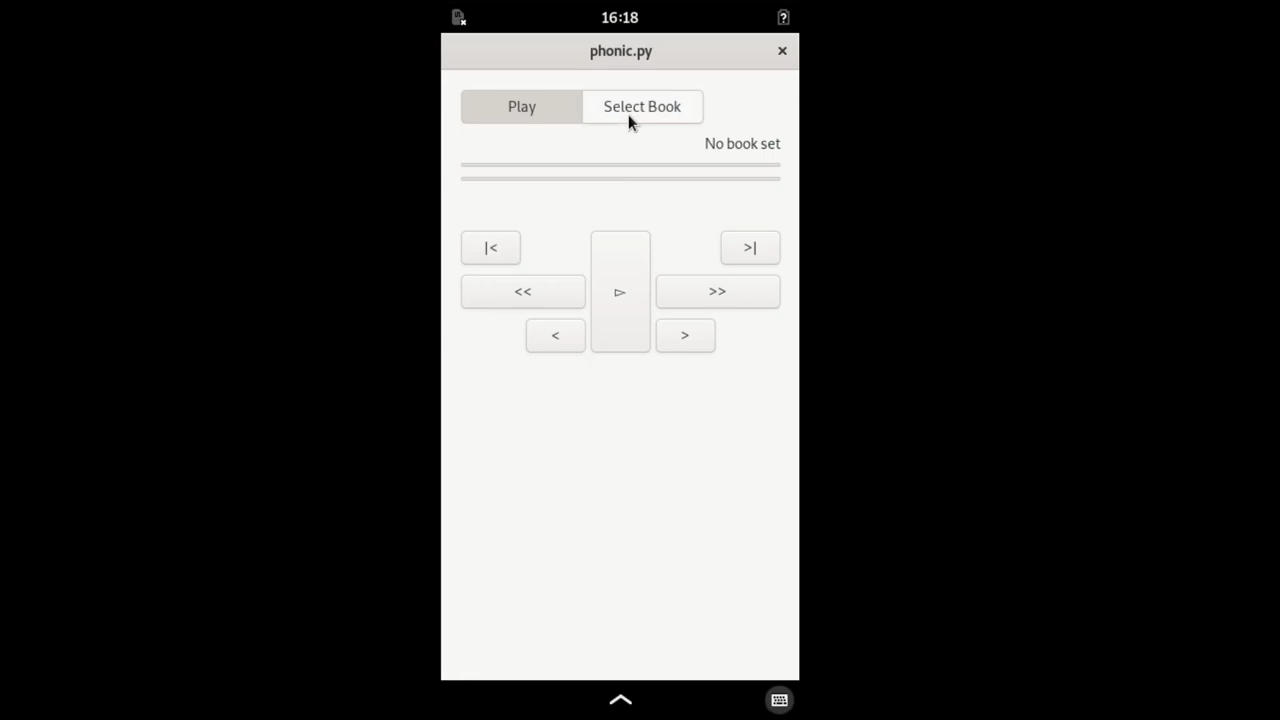 16:18
phonic.py
Play Select Book
No book set
|< >|
<< ▻ >>
< >